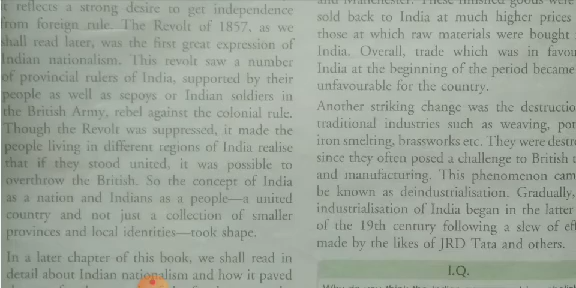 it reflects a strong desire to get independence
from foreign rule. The Revolt of 1857, as we
shall read later, was the first great expression of
Indian nationalism. This revolt saw a number
of provincial rulers of India, supported by their
people as well as sepoys or Indian soldiers in
the British Army, rebel against the colonial rule.
Though the Revolt was suppressed, it made the
people living in different regions of India realise
that if they stood united, it was possible to
overthrow the British. So the concept of India
as a nation and Indians as a people—a united
country and not just a collection of smaller
provinces and local identities—took shape.
In a later chapter of this book, we shall read in
detail about Indian nationalism and how it paved
and Manchester. These finished goods were
sold back to India at much higher prices
those at which raw materials were bought
India. Overall, trade which was in favou
India at the beginning of the period became
unfavourable for the country.
Another striking change was the destructio
traditional industries such as weaving, pot
iron smelting, brassworks etc. They were destr
since they often posed a challenge to British
and manufacturing. This phenomenon cam
be known as deindustrialisation. Gradually,
industrialisation of India began in the latter
of the 19th century following a slew of eff
made by the likes of JRD Tata and others.
I.Q.